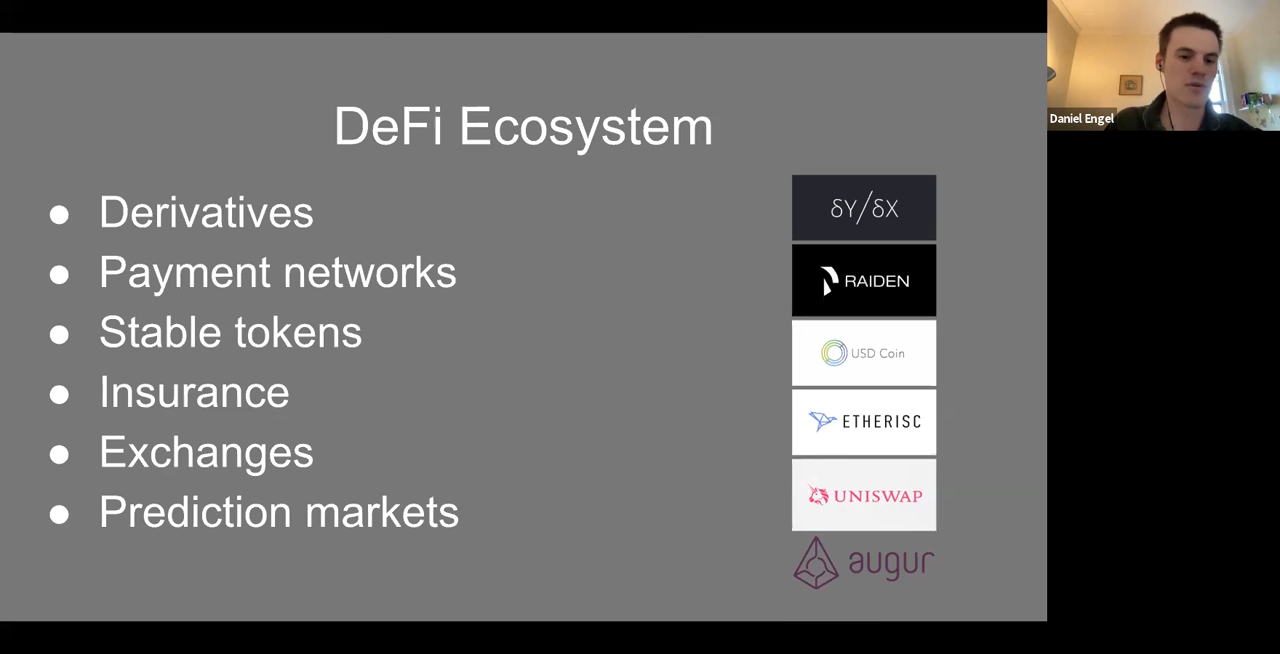 DeFi Ecosystem
● Derivatives
● Payment networks
● Stable tokens
● Insurance
● Exchanges
● Prediction markets
δY/δX
RAIDEN
USD Coin
ETHERISC
UNISWAP
augur
Daniel Engel